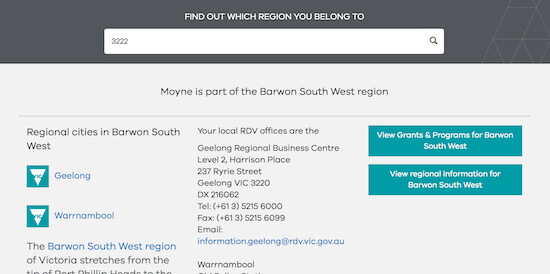 FIND OUT WHICH REGION YOU BELONG TO
3222
Moyne is part of the Barwon South West region
Regional cities in Barwon South
West
VIC
Geelong
VIC
Warrnambool
The Barwon South West region
of Victoria stretches from the
tip of Port Phillip Heads to the
Your local RDV offices are the
Geelong Regional Business Centre
Level 2, Harrison Place
237 Ryrie Street
Geelong VIC 3220
DX 216062
Tel: (+61 3) 5215 6000
Fax: (+61 3) 5215 6099
Email:
information.geelong@rdv.vic.gov.au
Warrnambool
View Grants & Programs for Barwon
South West
View regional information for
Barwon South West